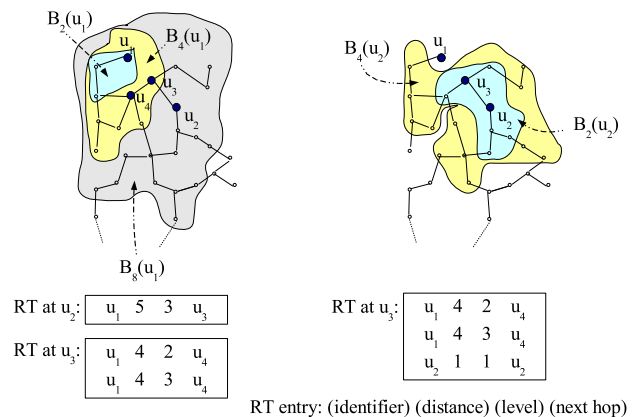 B₂(u₁)
u₁
B₄(u₁)
u₃
u₄
u₂
B₈(u₁)
B₄(u₂)
u₁
u₃
u₂
B₂(u₂)
RT at u₂: u₁ 5 3 u₃
RT at u₃: u₁ 4 2 u₄
u₁ 4 3 u₄
RT at u₃: u₁ 4 2 u₄
u₁ 4 3 u₄
u₂ 1 1 u₂
RT entry: (identifier) (distance) (level) (next hop)